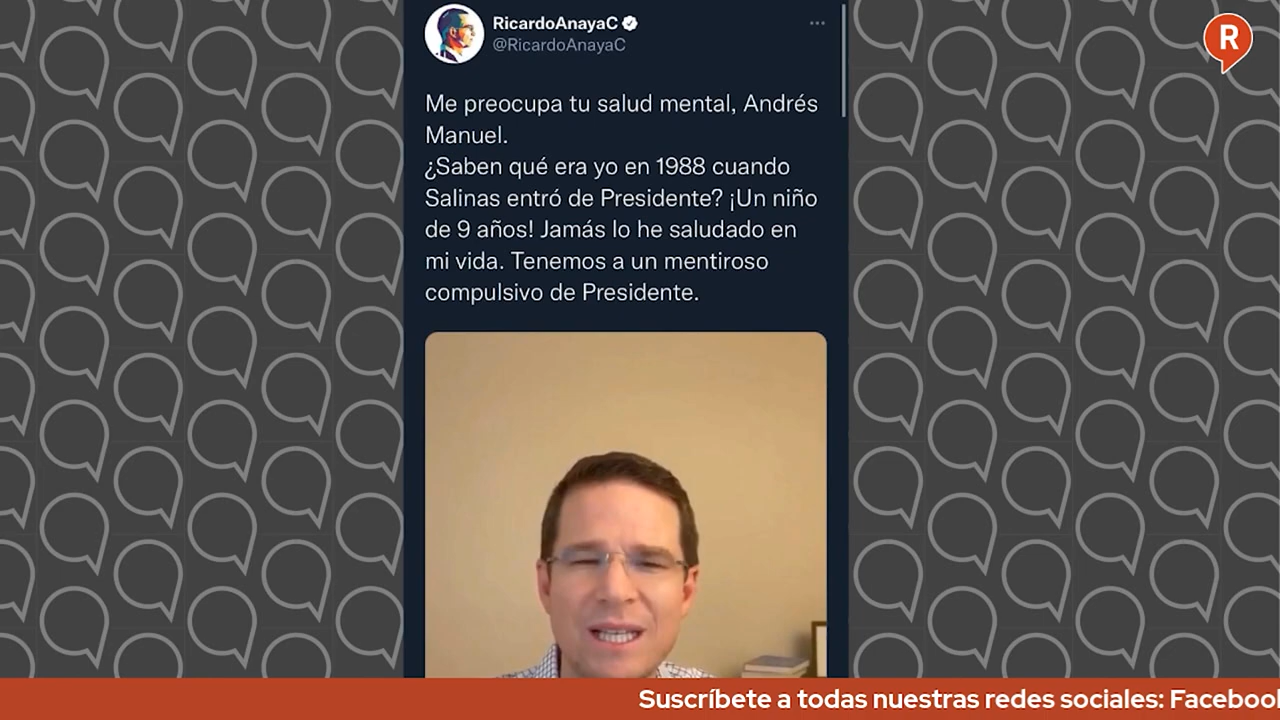 RicardoAnayaC
@RicardoAnayaC
R
Me preocupa tu salud mental, Andrés
Manuel.
¿Saben qué era yo en 1988 cuando
Salinas entró de Presidente? ¡Un niño
de 9 años! Jamás lo he saludado en
mi vida. Tenemos a un mentiroso
compulsivo de Presidente.
Suscríbete a todas nuestras redes sociales: Facebool